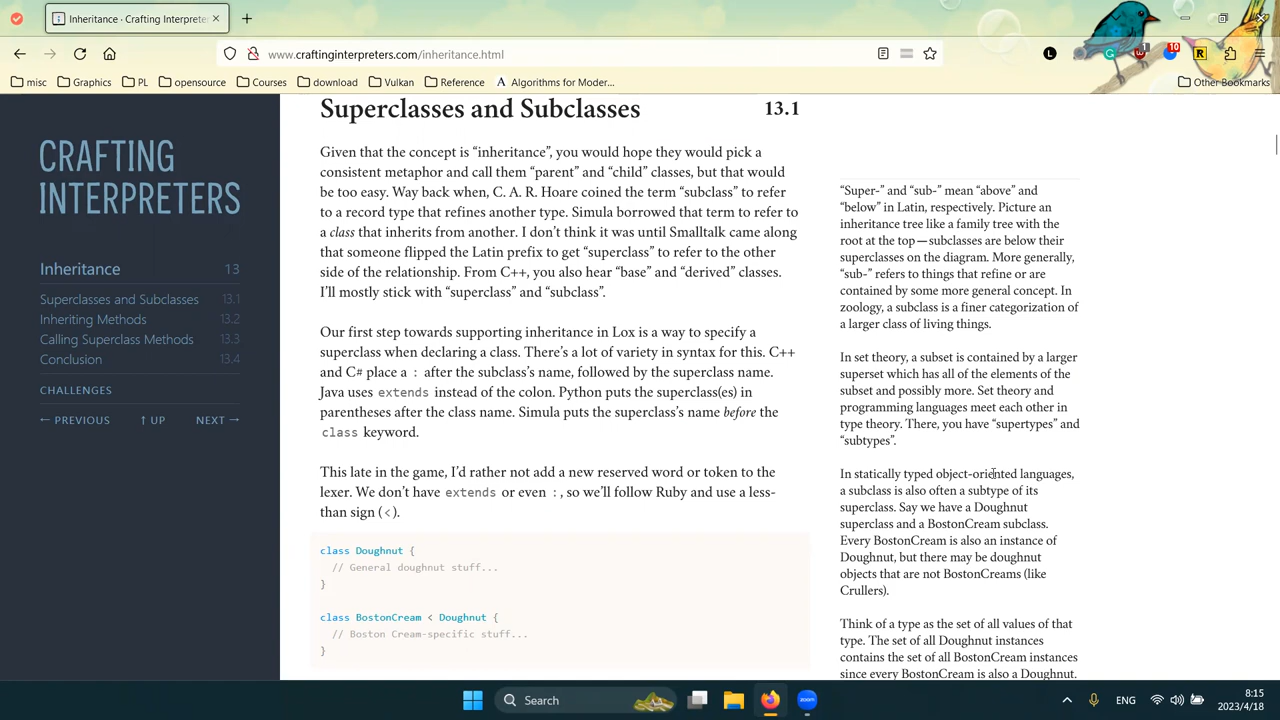 Inheritance · Crafting Interpreter
www.craftinginterpreters.com/inheritance.html
1
10
L
G
R
misc
Graphics
PL
opensource
Courses
download
Vulkan
Reference
A Algorithms for Moder...
Other Bookmarks
CRAFTING
INTERPRETERS
Inheritance 13
Superclasses and Subclasses 13.1
Inheriting Methods 13.2
Calling Superclass Methods 13.3
Conclusion 13.4
CHALLENGES
← PREVIOUS ↑ UP NEXT →
Superclasses and Subclasses 13.1
Given that the concept is “inheritance”, you would hope they would pick a
consistent metaphor and call them “parent” and “child” classes, but that would
be too easy. Way back when, C. A. R. Hoare coined the term “subclass” to refer
to a record type that refines another type. Simula borrowed that term to refer to
a class that inherits from another. I don’t think it was until Smalltalk came along
that someone flipped the Latin prefix to get “superclass” to refer to the other
side of the relationship. From C++, you also hear “base” and “derived” classes.
I’ll mostly stick with “superclass” and “subclass”.
Our first step towards supporting inheritance in Lox is a way to specify a
superclass when declaring a class. There’s a lot of variety in syntax for this. C++
and C# place a : after the subclass’s name, followed by the superclass name.
Java uses extends instead of the colon. Python puts the superclass(es) in
parentheses after the class name. Simula puts the superclass’s name before the
class keyword.
This late in the game, I’d rather not add a new reserved word or token to the
lexer. We don’t have extends or even :, so we’ll follow Ruby and use a less-
than sign (<).
class Doughnut {
// General doughnut stuff...
}
class BostonCream < Doughnut {
// Boston Cream-specific stuff...
}
“Super-” and “sub-” mean “above” and
“below” in Latin, respectively. Picture an
inheritance tree like a family tree with the
root at the top—subclasses are below their
superclasses on the diagram. More generally,
“sub-” refers to things that refine or are
contained by some more general concept. In
zoology, a subclass is a finer categorization of
a larger class of living things.
In set theory, a subset is contained by a larger
superset which has all of the elements of the
subset and possibly more. Set theory and
programming languages meet each other in
type theory. There, you have “supertypes” and
“subtypes”.
In statically typed object-oriented languages,
a subclass is also often a subtype of its
superclass. Say we have a Doughnut
superclass and a BostonCream subclass.
Every BostonCream is also an instance of
Doughnut, but there may be doughnut
objects that are not BostonCreams (like
Crullers).
Think of a type as the set of all values of that
type. The set of all Doughnut instances
contains the set of all BostonCream instances
since every BostonCream is also a Doughnut.
Search
zoom
ENG
8:15
2023/4/18